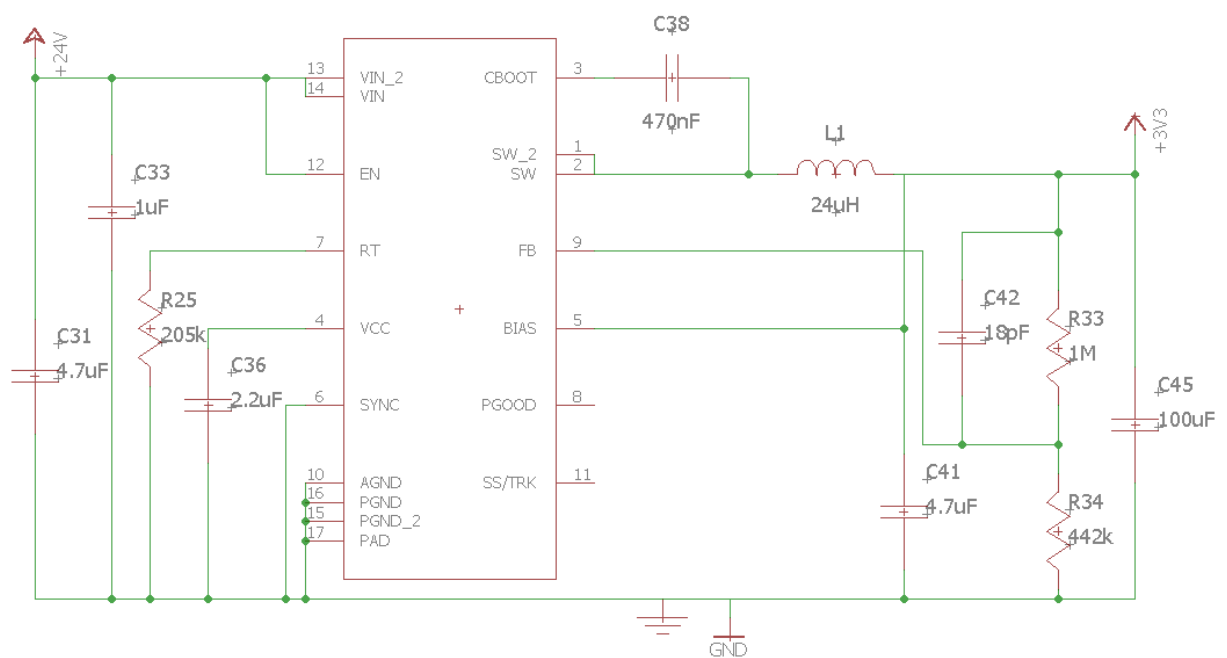 +24V
C38
470nF
13 VIN_2
14 VIN
CBOOT 3
SW_2 1
SW 2
L1
24uH
+3V3
12 EN
C33
1uF
7 RT
FB 9
R25
205k
4 VCC
BIAS 5
C42
18pF
R33
1M
C31
4.7uF
C36
2.2uF
6 SYNC
PGOOD 8
C45
100uF
10 AGND
16 PGND
15 PGND_2
17 PAD
SS/TRK 11
C41
4.7uF
R34
442k
GND